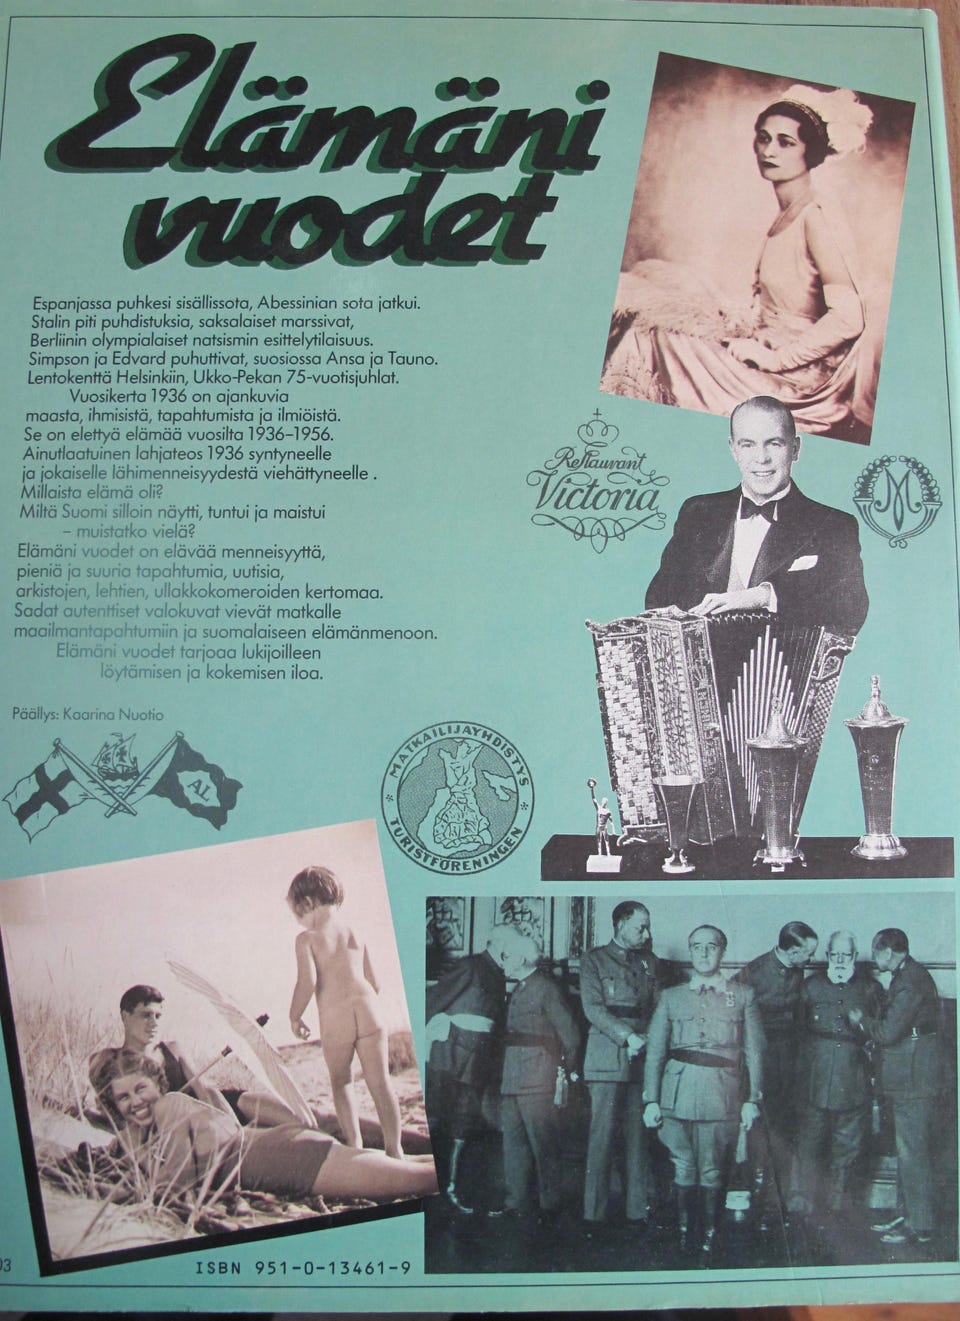 Elämäni
vuodet
Espanjassa puhkesi sisällissota, Abessinian sota jatkui.
Stalin piti puhdistuksia, saksalaiset marssivat,
Berliinin olympialaiset natsismin esittelytilaisuus.
Simpson ja Edvard puhuttivat, suosiossa Ansa ja Tauno.
Lentokenttä Helsinkiin, Ukko-Pekan 75-vuotisjuhlat.
Vuosikerta 1936 on ajankuvia
maasta, ihmisistä, tapahtumista ja ilmiöistä.
Se on elettyä elämää vuosilta 1936–1956.
Ainutlaatuinen lahjateos 1936 syntyneelle
ja jokaiselle lähimenneisyydestä viehättyneelle .
Millaista elämä oli?
Miltä Suomi silloin näytti, tuntui ja maistui
– muistatko vielä?
Elämäni vuodet on elävää menneisyyttä,
pieniä ja suuria tapahtumia, uutisia,
arkistojen, lehtien, ullakkokomeroiden kertomaa.
Sadat autenttiset valokuvat vievät matkalle
maailmantapahtumiin ja suomalaiseen elämänmenoon.
Elämäni vuodet tarjoaa lukijoilleen
löytämisen ja kokemisen iloa.
Päällys: Kaarina Nuotio
Restaurant
Victoria
M
AL
MATKAILIJAYHDISTYS
TURISTFÖRENINGEN
03
ISBN 951-0-13461-9